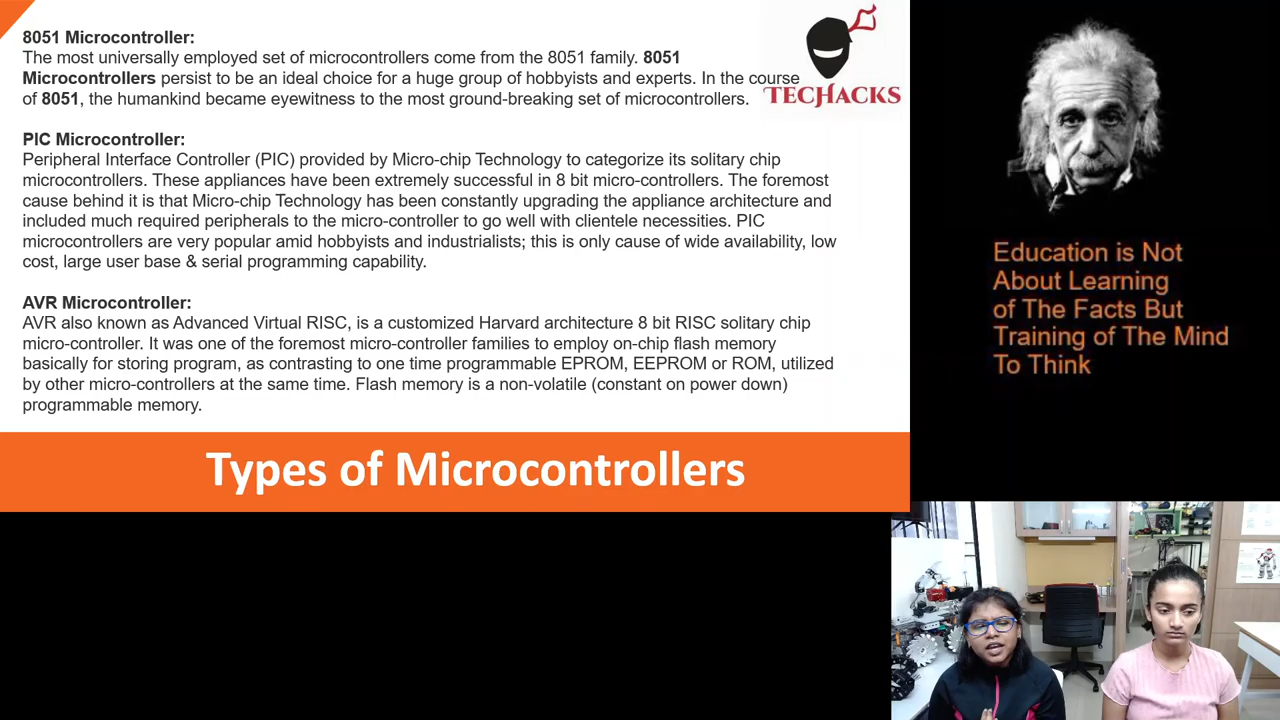 8051 Microcontroller:
The most universally employed set of microcontrollers come from the 8051 family. 8051
Microcontrollers persist to be an ideal choice for a huge group of hobbyists and experts. In the course
of 8051, the humankind became eyewitness to the most ground-breaking set of microcontrollers.
TECHACKS
PIC Microcontroller:
Peripheral Interface Controller (PIC) provided by Micro-chip Technology to categorize its solitary chip
microcontrollers. These appliances have been extremely successful in 8 bit micro-controllers. The foremost
cause behind it is that Micro-chip Technology has been constantly upgrading the appliance architecture and
included much required peripherals to the micro-controller to go well with clientele necessities. PIC
microcontrollers are very popular amid hobbyists and industrialists; this is only cause of wide availability, low
cost, large user base & serial programming capability.
AVR Microcontroller:
AVR also known as Advanced Virtual RISC, is a customized Harvard architecture 8 bit RISC solitary chip
micro-controller. It was one of the foremost micro-controller families to employ on-chip flash memory
basically for storing program, as contrasting to one time programmable EPROM, EEPROM or ROM, utilized
by other micro-controllers at the same time. Flash memory is a non-volatile (constant on power down)
programmable memory.
Types of Microcontrollers
Education is Not
About Learning
of The Facts But
Training of The Mind
To Think